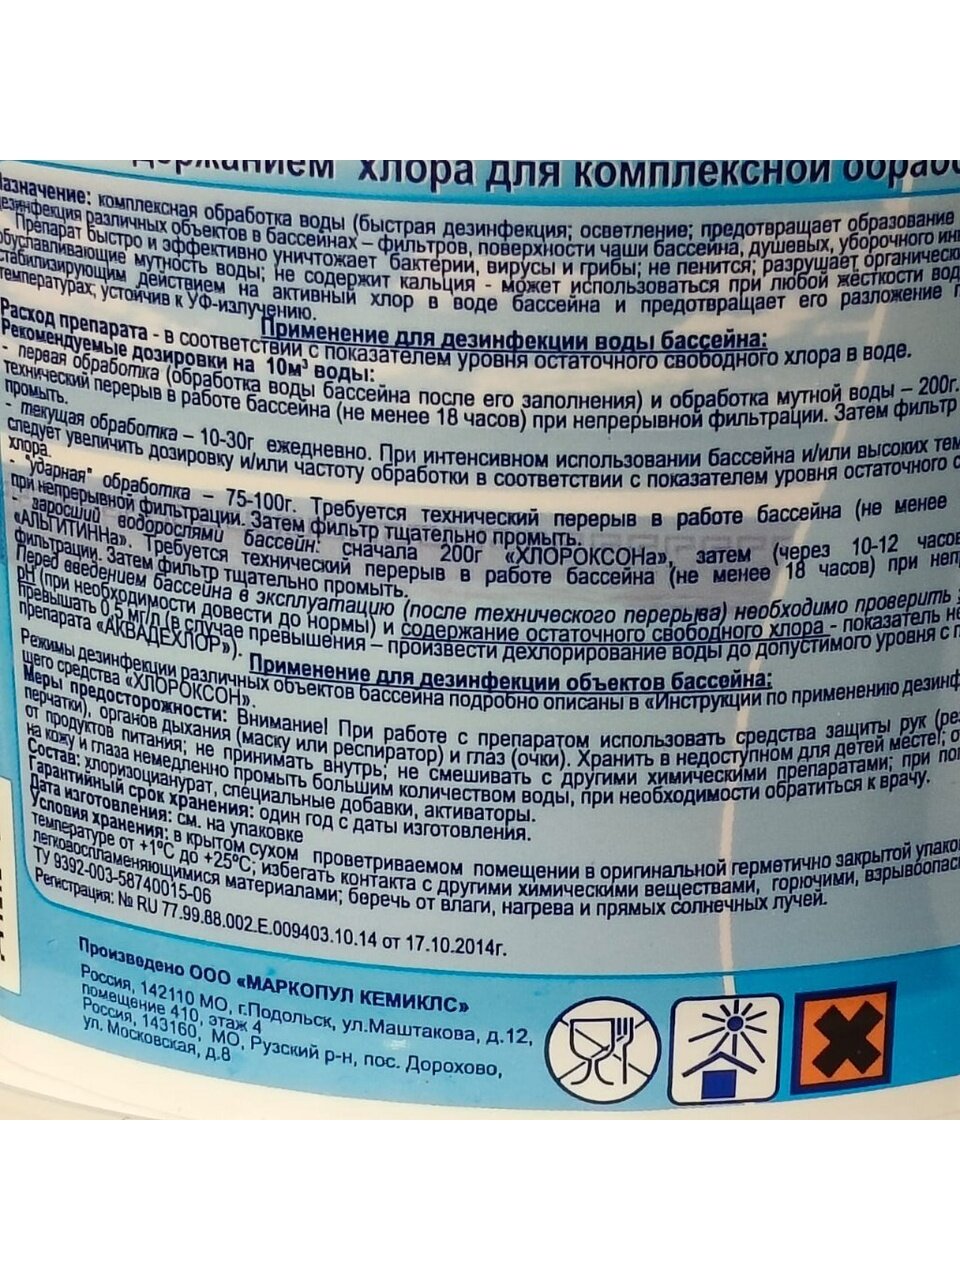 держанием хлора для комплексной обраб
Назначение: комплексная обработка воды (быстрая дезинфекция; осветление; предотвращает образование
дезинфекция различных объектов в бассейнах – фильтров, поверхности чаши бассейна, душевых, уборочного ин
Препарат быстро и эффективно уничтожает бактерии, вирусы и грибы; не пенится; разрушает органическ
обуславливающие мутность воды; не содержит кальция - может использоваться при любой жёсткости вод
стабилизирующим действием на активный хлор в воде бассейна и предотвращает его разложение п
температурах, устойчив к УФ-излучению.
Применение для дезинфекции воды бассейна:
Расход препарата - в соответствии с показателем уровня остаточного свободного хлора в воде.
Рекомендуемые дозировки на 10м³ воды:
- первая обработка (обработка воды бассейна после его заполнения) и обработка мутной воды – 200г.
технический перерыв в работе бассейна (не менее 18 часов) при непрерывной фильтрации. Затем фильтр
промыть.
- текущая обработка – 10-30г ежедневно. При интенсивном использовании бассейна и/или высоких тем
следует увеличить дозировку и/или частоту обработки в соответствии с показателем уровня остаточного с
хлора.
- "ударная" обработка – 75-100г. Требуется технический перерыв в работе бассейна (не менее
при непрерывной фильтрации. Затем фильтр тщательно промыть.
- заросший водорослями бассейн: сначала 200г «ХЛОРОКСОНа», затем (через 10-12 часов
«АЛЬГИТИННа». Требуется технический перерыв в работе бассейна (не менее 18 часов) при неп
фильтрации. Затем фильтр тщательно промыть.
Перед введением бассейна в эксплуатацию (после технического перерыва) необходимо проверить
pH (при необходимости довести до нормы) и содержание остаточного свободного хлора - показатель не
превышать 0,5 мг/л (в случае превышения – произвести дехлорирование воды до допустимого уровня с п
препарата «АКВАДЕХЛОР»).
Применение для дезинфекции объектов бассейна:
Режимы дезинфекции различных объектов бассейна подробно описаны в «Инструкции по применению дезинф
щего средства «ХЛОРОКСОН».
Меры предосторожности: Внимание! При работе с препаратом использовать средства защиты рук (ре
перчатки), органов дыхания (маску или респиратор) и глаз (очки). Хранить в недоступном для детей месте!; о
от продуктов питания; не принимать внутрь; не смешивать с другими химическими препаратами; при поп
на кожу и глаза немедленно промыть большим количеством воды, при необходимости обратиться к врачу.
Состав: хлоризоцианурат, специальные добавки, активаторы.
Гарантийный срок хранения: один год с даты изготовления.
Дата изготовления: см. на упаковке
Условия хранения: в крытом сухом проветриваемом помещении в оригинальной герметично закрытой упако
температуре от +1°С до +25°С; избегать контакта с другими химическими веществами, горючими, взрывоопас
легковоспламеняющимися материалами; беречь от влаги, нагрева и прямых солнечных лучей.
ТУ 9392-003-58740015-06
Регистрация: № RU 77.99.88.002.Е.009403.10.14 от 17.10.2014г.
Произведено ООО «МАРКОПУЛ КЕМИКЛС»
Россия, 142110 МО, г.Подольск, ул.Маштакова, д.12,
помещение 410, этаж 4
Россия, 143160, МО, Рузский р-н, пос. Дорохово,
ул. Московская, д.8